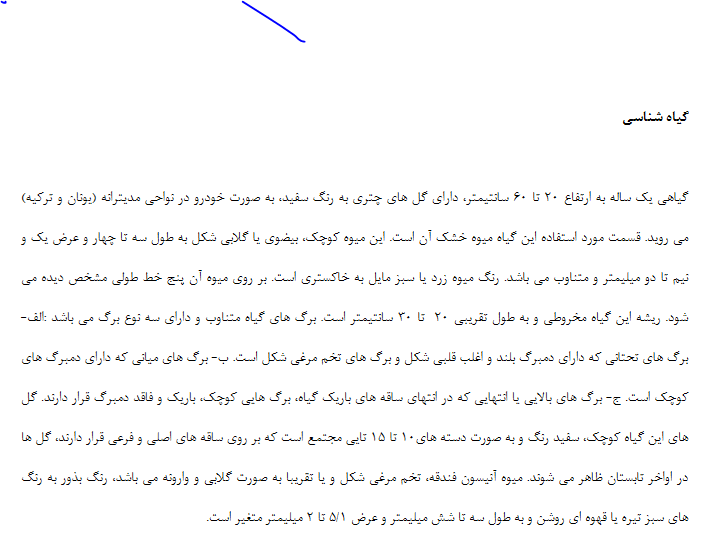 گیاه شناسی
گیاهی یک ساله به ارتفاع ۲۰ تا ۶۰ سانتیمتر، دارای گل های چتری به رنگ سفید، به صورت خودرو در نواحی مدیترانه (یونان و ترکیه)
می روید. قسمت مورد استفاده این گیاه میوه خشک آن است. این میوه کوچک، بیضوی یا گلابی شکل به طول سه تا چهار و عرض یک و
نیم تا دو میلیمتر و متناوب می باشد. رنگ میوه زرد یا سبز مایل به خاکستری است. بر روی میوه آن پنج خط طولی مشخص دیده می
شود. ریشه این گیاه مخروطی و به طول تقریبی ۲۰ تا ۳۰ سانتیمتر است. برگ های گیاه متناوب و دارای سه نوع برگ می باشد :الف-
برگ های تحتانی که دارای دمبرگ بلند و اغلب قلبی شکل و برگ های تخم مرغی شکل است. ب- برگ های میانی که دارای دمبرگ های
کوچک است. ج- برگ های بالایی یا انتهایی که در انتهای ساقه های باریک گیاه، برگ هایی کوچک، باریک و فاقد دمبرگ قرار دارند. گل
های این گیاه کوچک، سفید رنگ و به صورت دسته های۱۰ تا ۱۵ تایی مجتمع است که بر روی ساقه های اصلی و فرعی قرار دارند، گل ها
در اواخر تابستان ظاهر می شوند. میوه آنیسون فندقه، تخم مرغی شکل و یا تقریبا به صورت گلابی و وارونه می باشد، رنگ بذور به رنگ
های سبز تیره یا قهوه ای روشن و به طول سه تا شش میلیمتر و عرض ۵/۱ تا ۲ میلیمتر متغیر است.